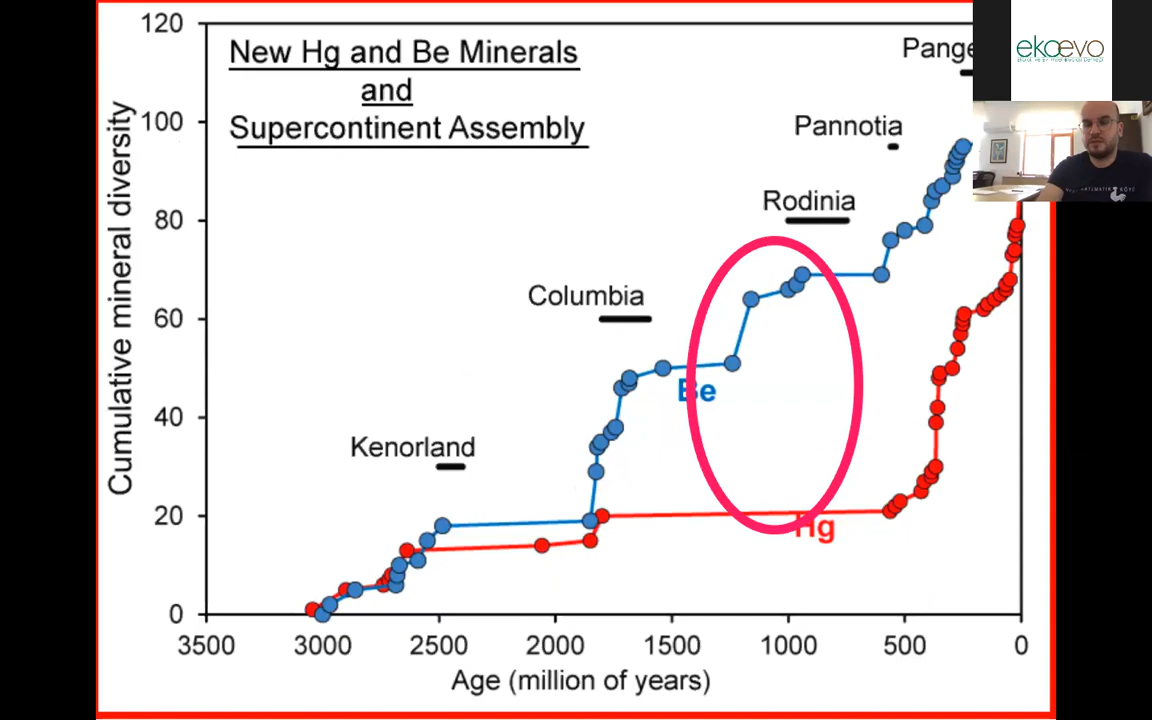 New Hg and Be Minerals
and
Supercontinent Assembly
Cumulative mineral diversity
120
100
80
60
40
20
0
Kenorland
Columbia
Rodinia
Pannotia
Pange
Be
Hg
3500 3000 2500 2000 1500 1000 500 0
Age (million of years)
ekoevo